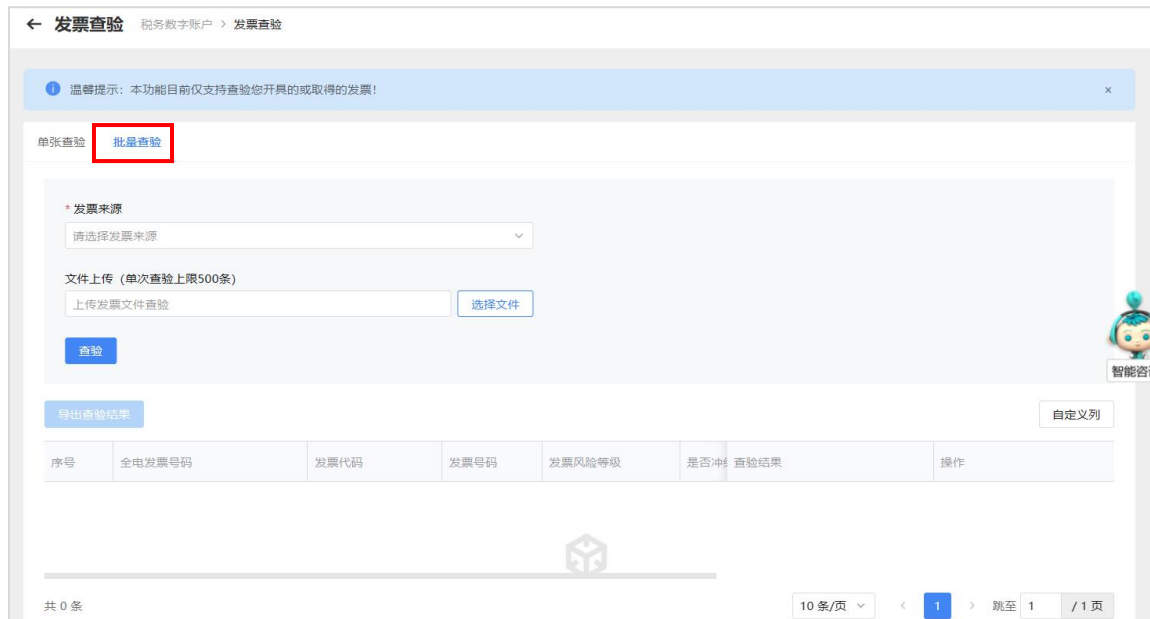 ← 发票查验 税务数字账户 > 发票查验
温馨提示：本功能目前仅支持查验您开具的或取得的发票！ ×
单张查验 批量查验
* 发票来源
请选择发票来源
文件上传（单次查验上限500条）
上传发票文件查验 选择文件
查验
智能咨
导出查验结果 自定义列
序号 全电发票号码 发票代码 发票号码 发票风险等级 是否冲 查验结果 操作
共 0 条 10 条/页 < 1 > 跳至 1 / 1 页